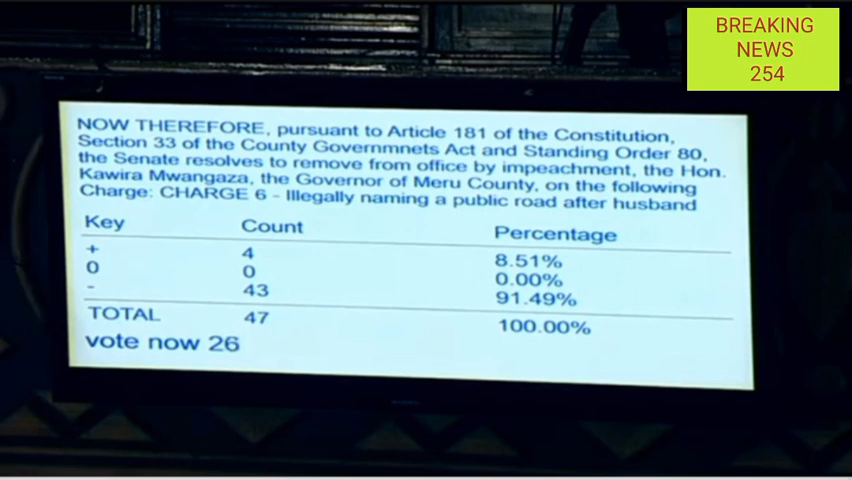 BREAKING
NEWS
254
NOW THEREFORE, pursuant to Article 181 of the Constitution,
Section 33 of the County Governmnets Act and Standing Order 80,
the Senate resolves to remove from office by impeachment, the Hon.
Kawira Mwangaza, the Governor of Meru County, on the following
Charge: CHARGE 6 - Illegally naming a public road after husband
Key Count Percentage
+ 4 8.51%
0 0 0.00%
- 43 91.49%
TOTAL 47 100.00%
vote now 26